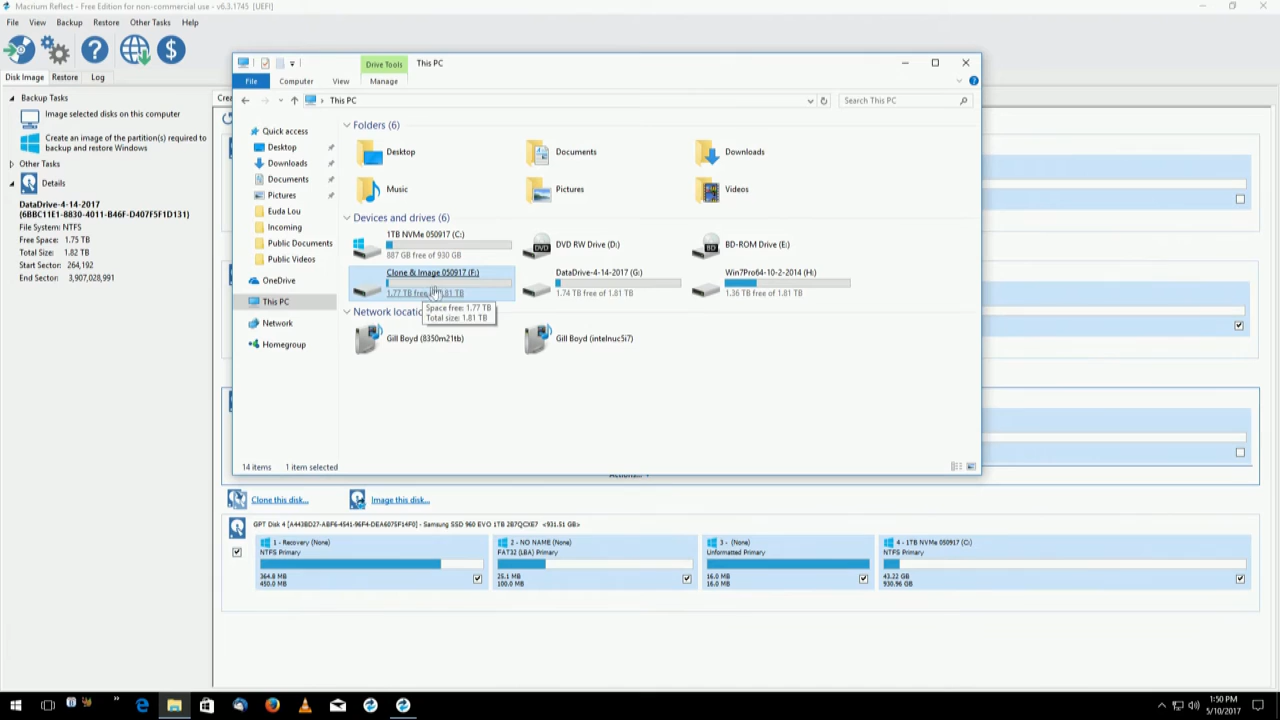 Macrium Reflect - Free Edition for non-commercial use - v6.3.1745 [UEFI]
File View Backup Restore Other Tasks Help
Disk Image Restore Log
Backup Tasks
Image selected disks on this computer
Create an image of the partition(s) required to
backup and restore Windows
Other Tasks
Details
DataDrive-4-14-2017
File System: NTFS
Free Space: 1.75 TB
Total Size: 1.82 TB
Start Sector: 264,192
End Sector: 3,907,028,991
Drive Tools This PC
File Computer View Manage
This PC
Search This PC
Quick access
Desktop
Downloads
Documents
Pictures
Euda Lou
Incoming
Public Documents
Public Videos
OneDrive
This PC
Network
Homegroup
Folders (6)
Desktop Documents Downloads
Music Pictures Videos
Devices and drives (6)
1TB NVMe 050917 (C:)
887 GB free of 930 GB
DVD RW Drive (D:)
BD-ROM Drive (E:)
Clone & Image 050917 (F:)
1.77 TB free 1.81 TB
Space free: 1.77 TB
Total size: 1.81 TB
DataDrive-4-14-2017 (G:)
1.74 TB free of 1.81 TB
Win7Pro64-10-2-2014 (H:)
1.36 TB free of 1.81 TB
Gill Boyd (8350m21tb)
Gill Boyd (intelnuc5i7)
14 items 1 item selected
Clone this disk... Image this disk...
1 - Recovery (None)
NTFS Primary
364.8 MB
450.0 MB
2 - NO NAME (None)
FAT32 (LBA) Primary
25.1 MB
100.0 MB
3 - (None)
Unformatted Primary
16.0 MB
16.0 MB
4 - 1TB NVMe 050917 (C:)
NTFS Primary
43.22 GB
930.96 GB
1:50 PM
5/10/2017